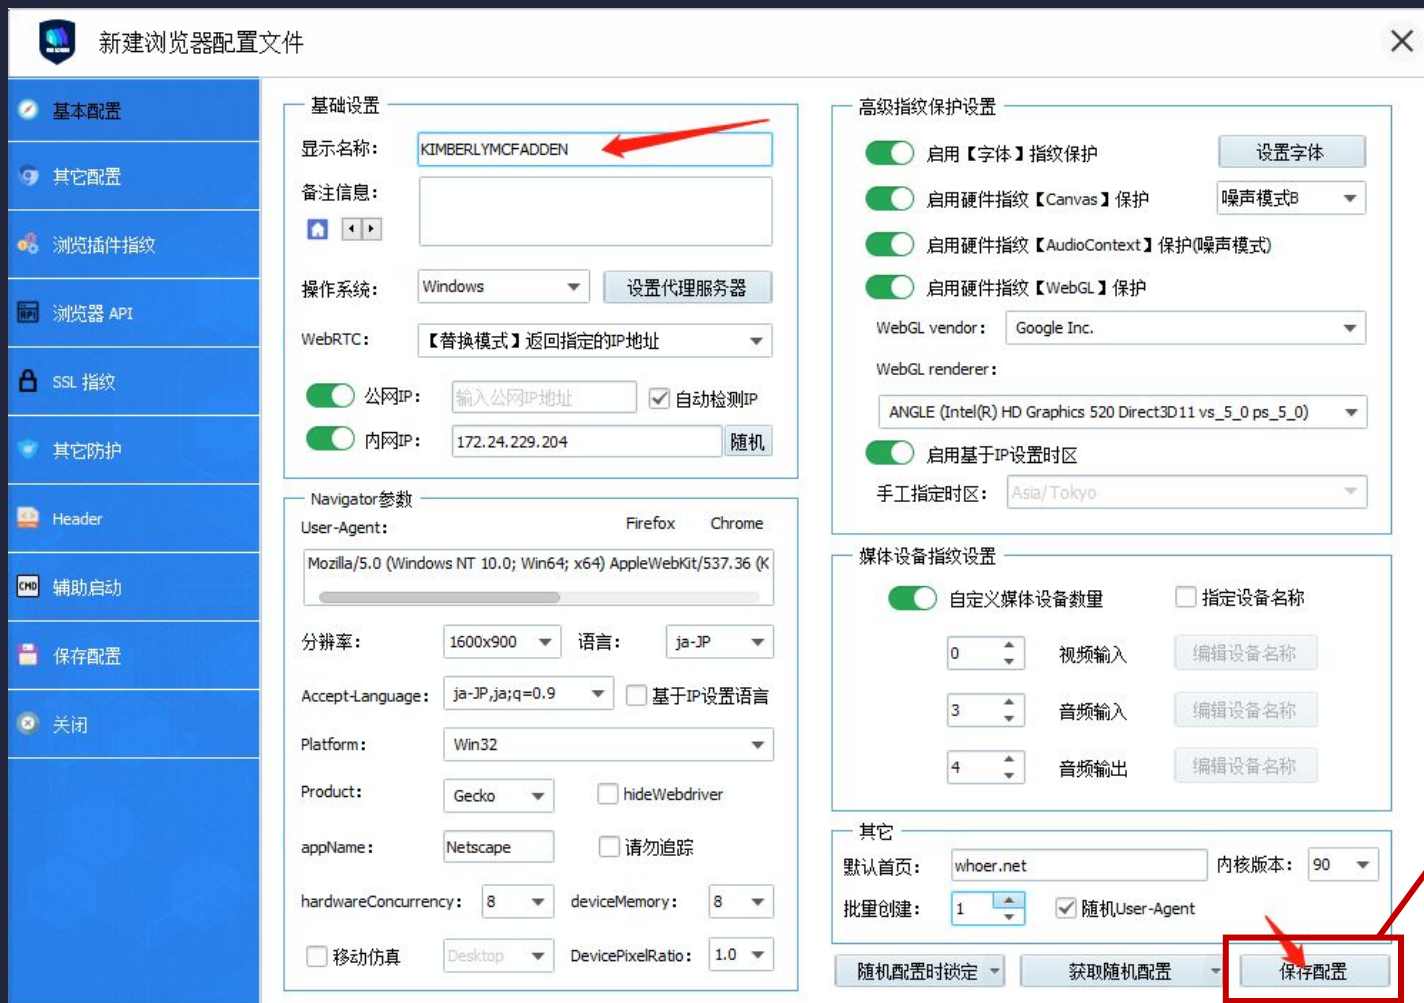 新建浏览器配置文件
基本配置
其它配置
浏览插件指纹
浏览器 API
SSL 指纹
其它防护
Header
辅助启动
保存配置
关闭
基础设置
显示名称: KIMBERLYMCFADDEN
备注信息:
操作系统: Windows 设置代理服务器
WebRTC: 【替换模式】返回指定的IP地址
公网IP: 输入公网IP地址 自动检测IP
内网IP: 172.24.229.204 随机
Navigator参数
User-Agent: Firefox Chrome
Mozilla/5.0 (Windows NT 10.0; Win64; x64) AppleWebKit/537.36 (K
分辨率: 1600x900 语言: ja-JP
Accept-Language: ja-JP,ja;q=0.9 基于IP设置语言
Platform: Win32
Product: Gecko hideWebdriver
appName: Netscape 请勿追踪
hardwareConcurrency: 8 deviceMemory: 8
移动仿真 Desktop DevicePixelRatio: 1.0
高级指纹保护设置
启用【字体】指纹保护 设置字体
启用硬件指纹【Canvas】保护 噪声模式B
启用硬件指纹【AudioContext】保护(噪声模式)
启用硬件指纹【WebGL】保护
WebGL vendor: Google Inc.
WebGL renderer:
ANGLE (Intel(R) HD Graphics 520 Direct3D11 vs_5_0 ps_5_0)
启用基于IP设置时区
手工指定时区: Asia/Tokyo
媒体设备指纹设置
自定义媒体设备数量 指定设备名称
0 视频输入 编辑设备名称
3 音频输入 编辑设备名称
4 音频输出 编辑设备名称
其它
默认首页: whoer.net 内核版本: 90
批量创建: 1 随机User-Agent
随机配置时锁定 获取随机配置 保存配置